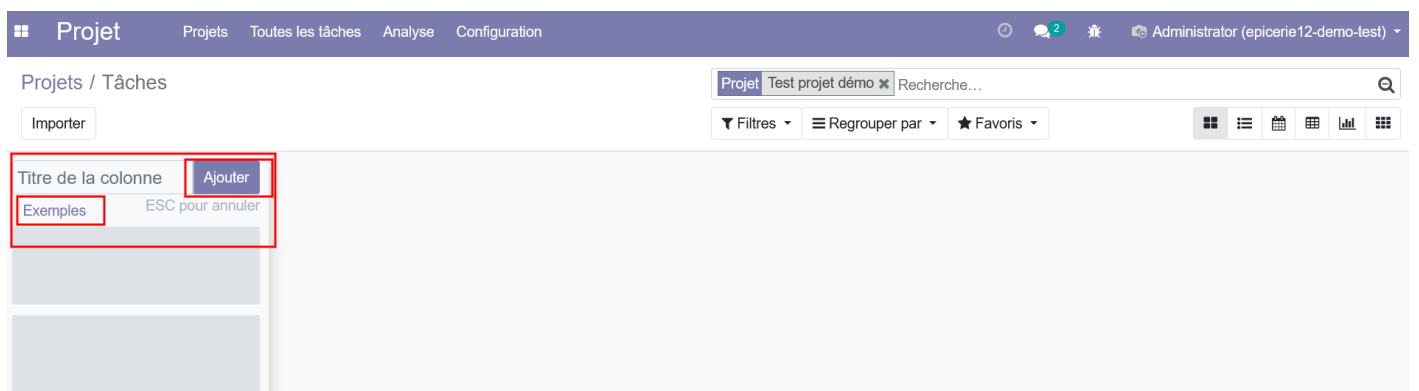 Projet Projets Toutes les tâches Analyse Configuration 2 Administrator (epicerie12-demo-test)
Projets / Tâches Projet Test projet démo Recherche...
Importer Filtres Regrouper par Favoris
Titre de la colonne Ajouter
Exemples ESC pour annuler